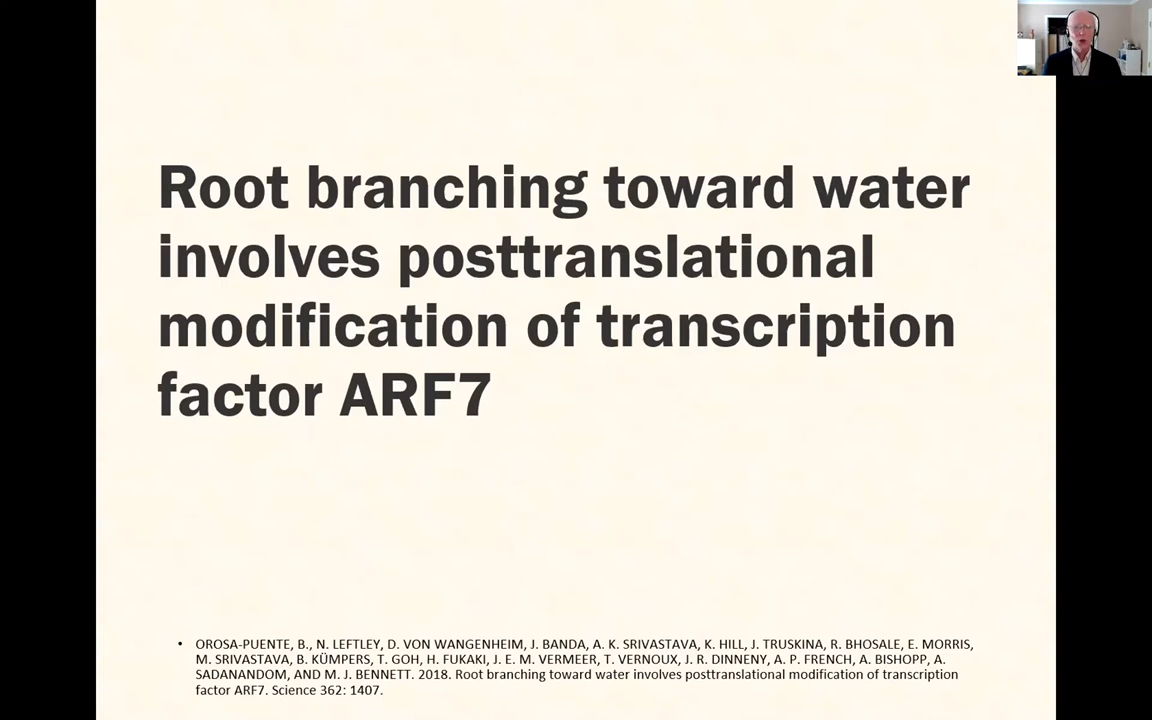 Root branching toward water
involves posttranslational
modification of transcription
factor ARF7
• OROSA-PUENTE, B., N. LEFTLEY, D. VON WANGENHEIM, J. BANDA, A. K. SRIVASTAVA, K. HILL, J. TRUSKINA, R. BHOSALE, E. MORRIS,
M. SRIVASTAVA, B. KÜMPERS, T. GOH, H. FUKAKI, J. E. M. VERMEER, T. VERNOUX, J. R. DINNENY, A. P. FRENCH, A. BISHOPP, A.
SADANANDOM, AND M. J. BENNETT. 2018. Root branching toward water involves posttranslational modification of transcription
factor ARF7. Science 362: 1407.